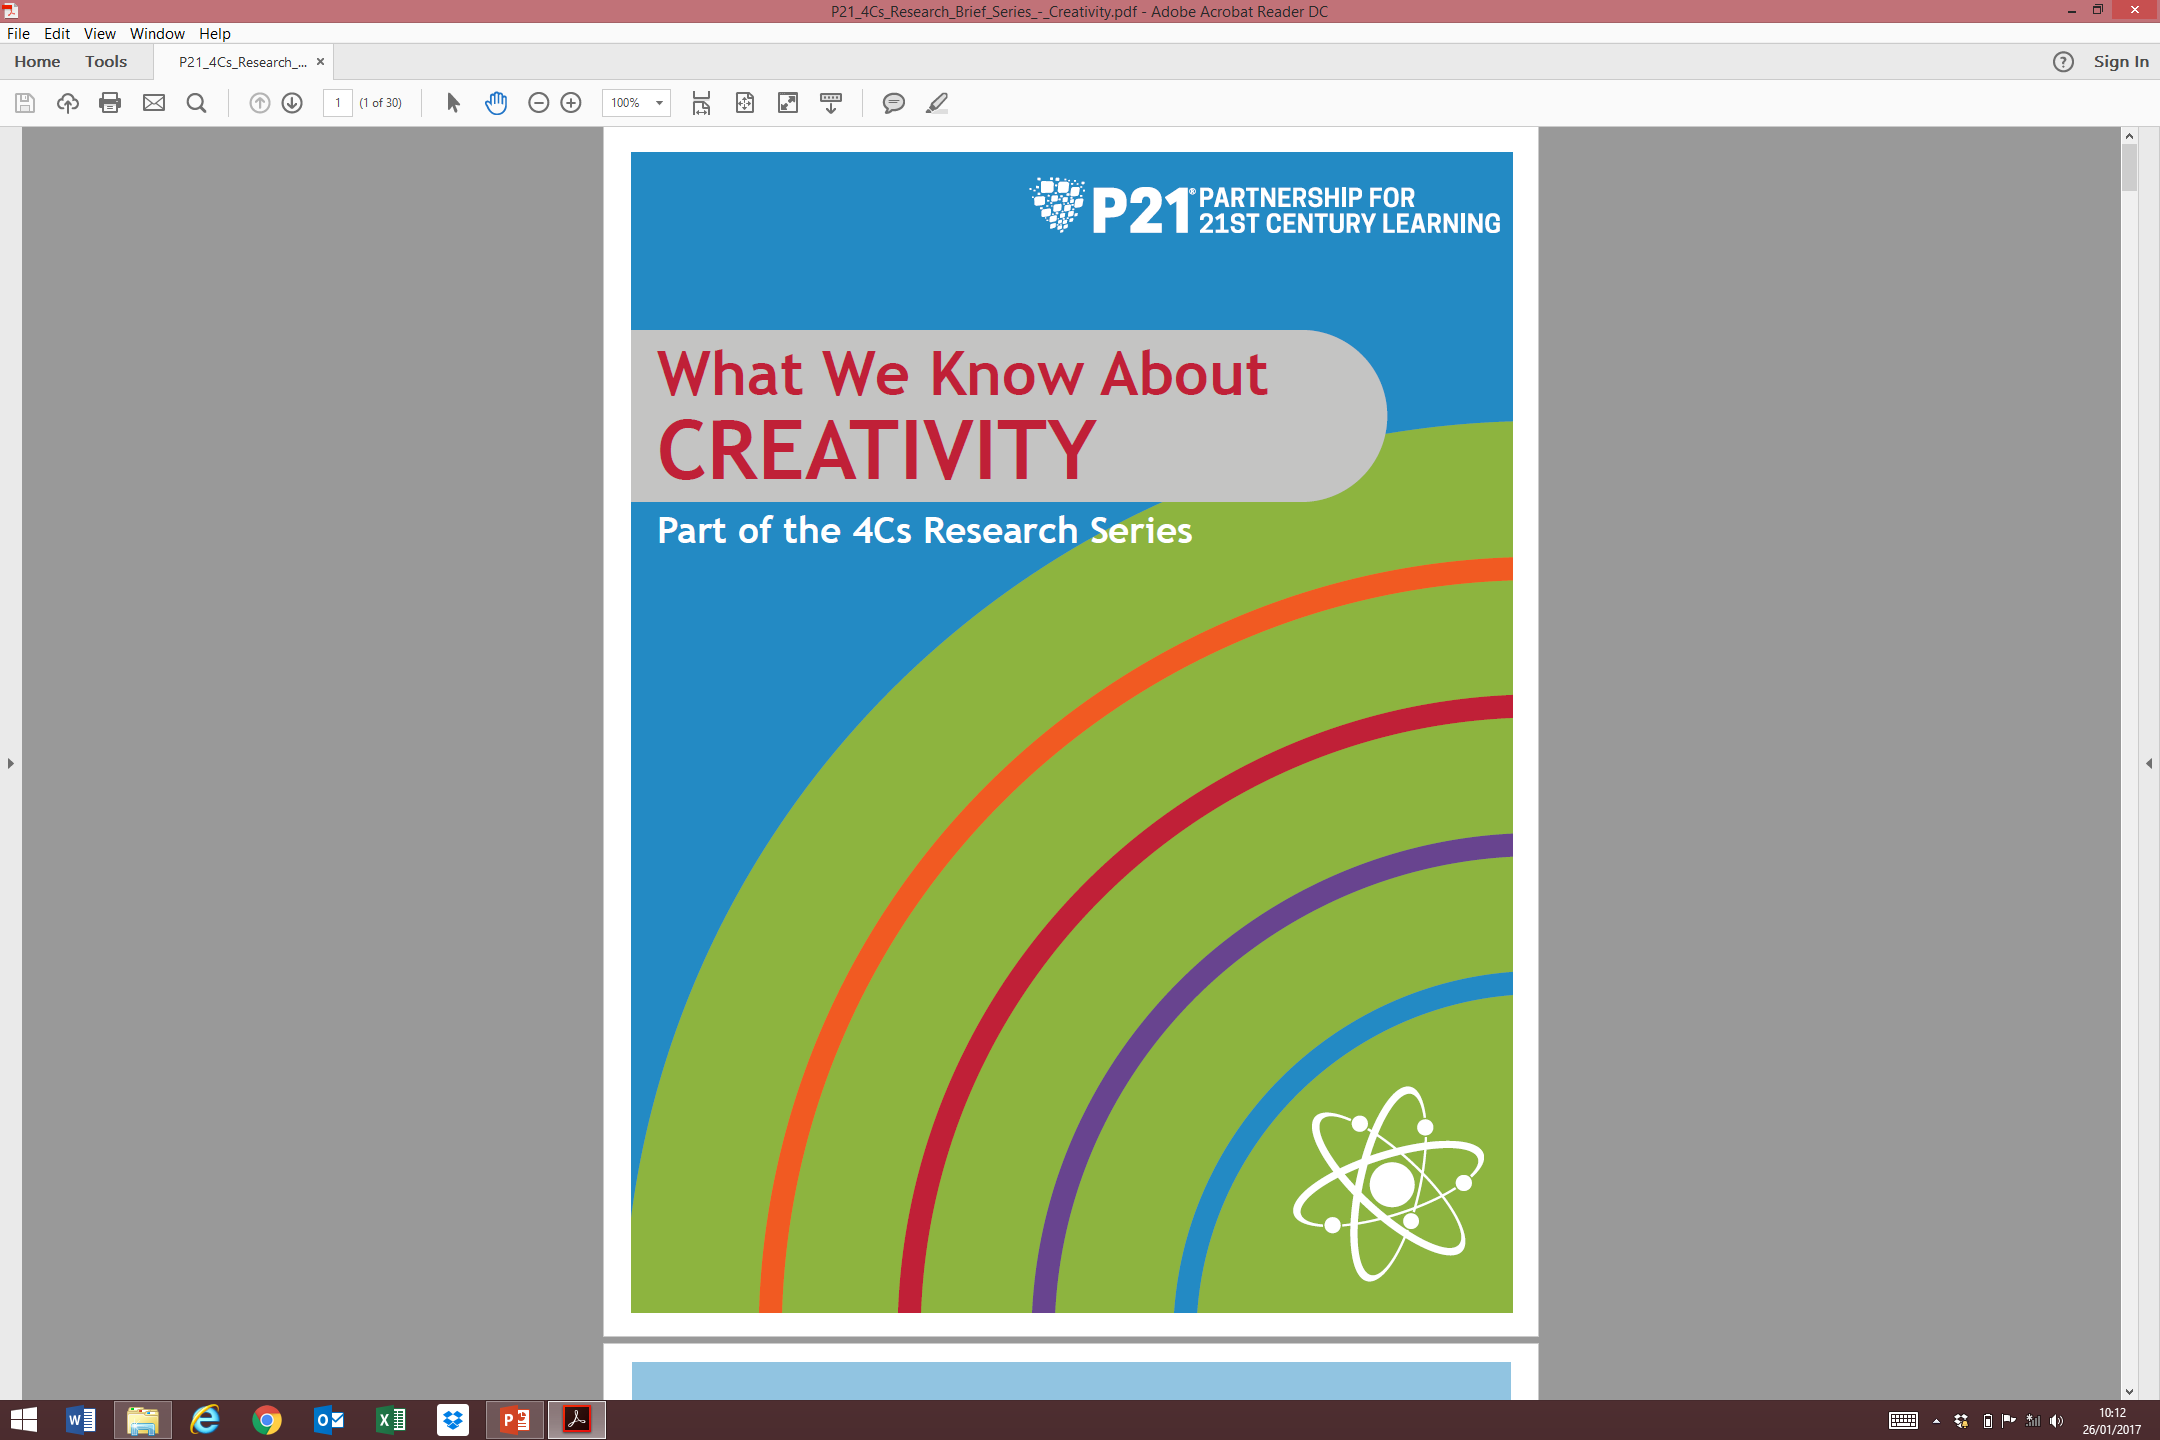 P21_4Cs_Research_Brief_Series_-_Creativity.pdf - Adobe Acrobat Reader DC
File Edit View Window Help
Home Tools P21_4Cs_Research_... × ? Sign In
1 (1 of 30) 100%
P21® PARTNERSHIP FOR
21ST CENTURY LEARNING
What We Know About
CREATIVITY
Part of the 4Cs Research Series
10:12
26/01/2017